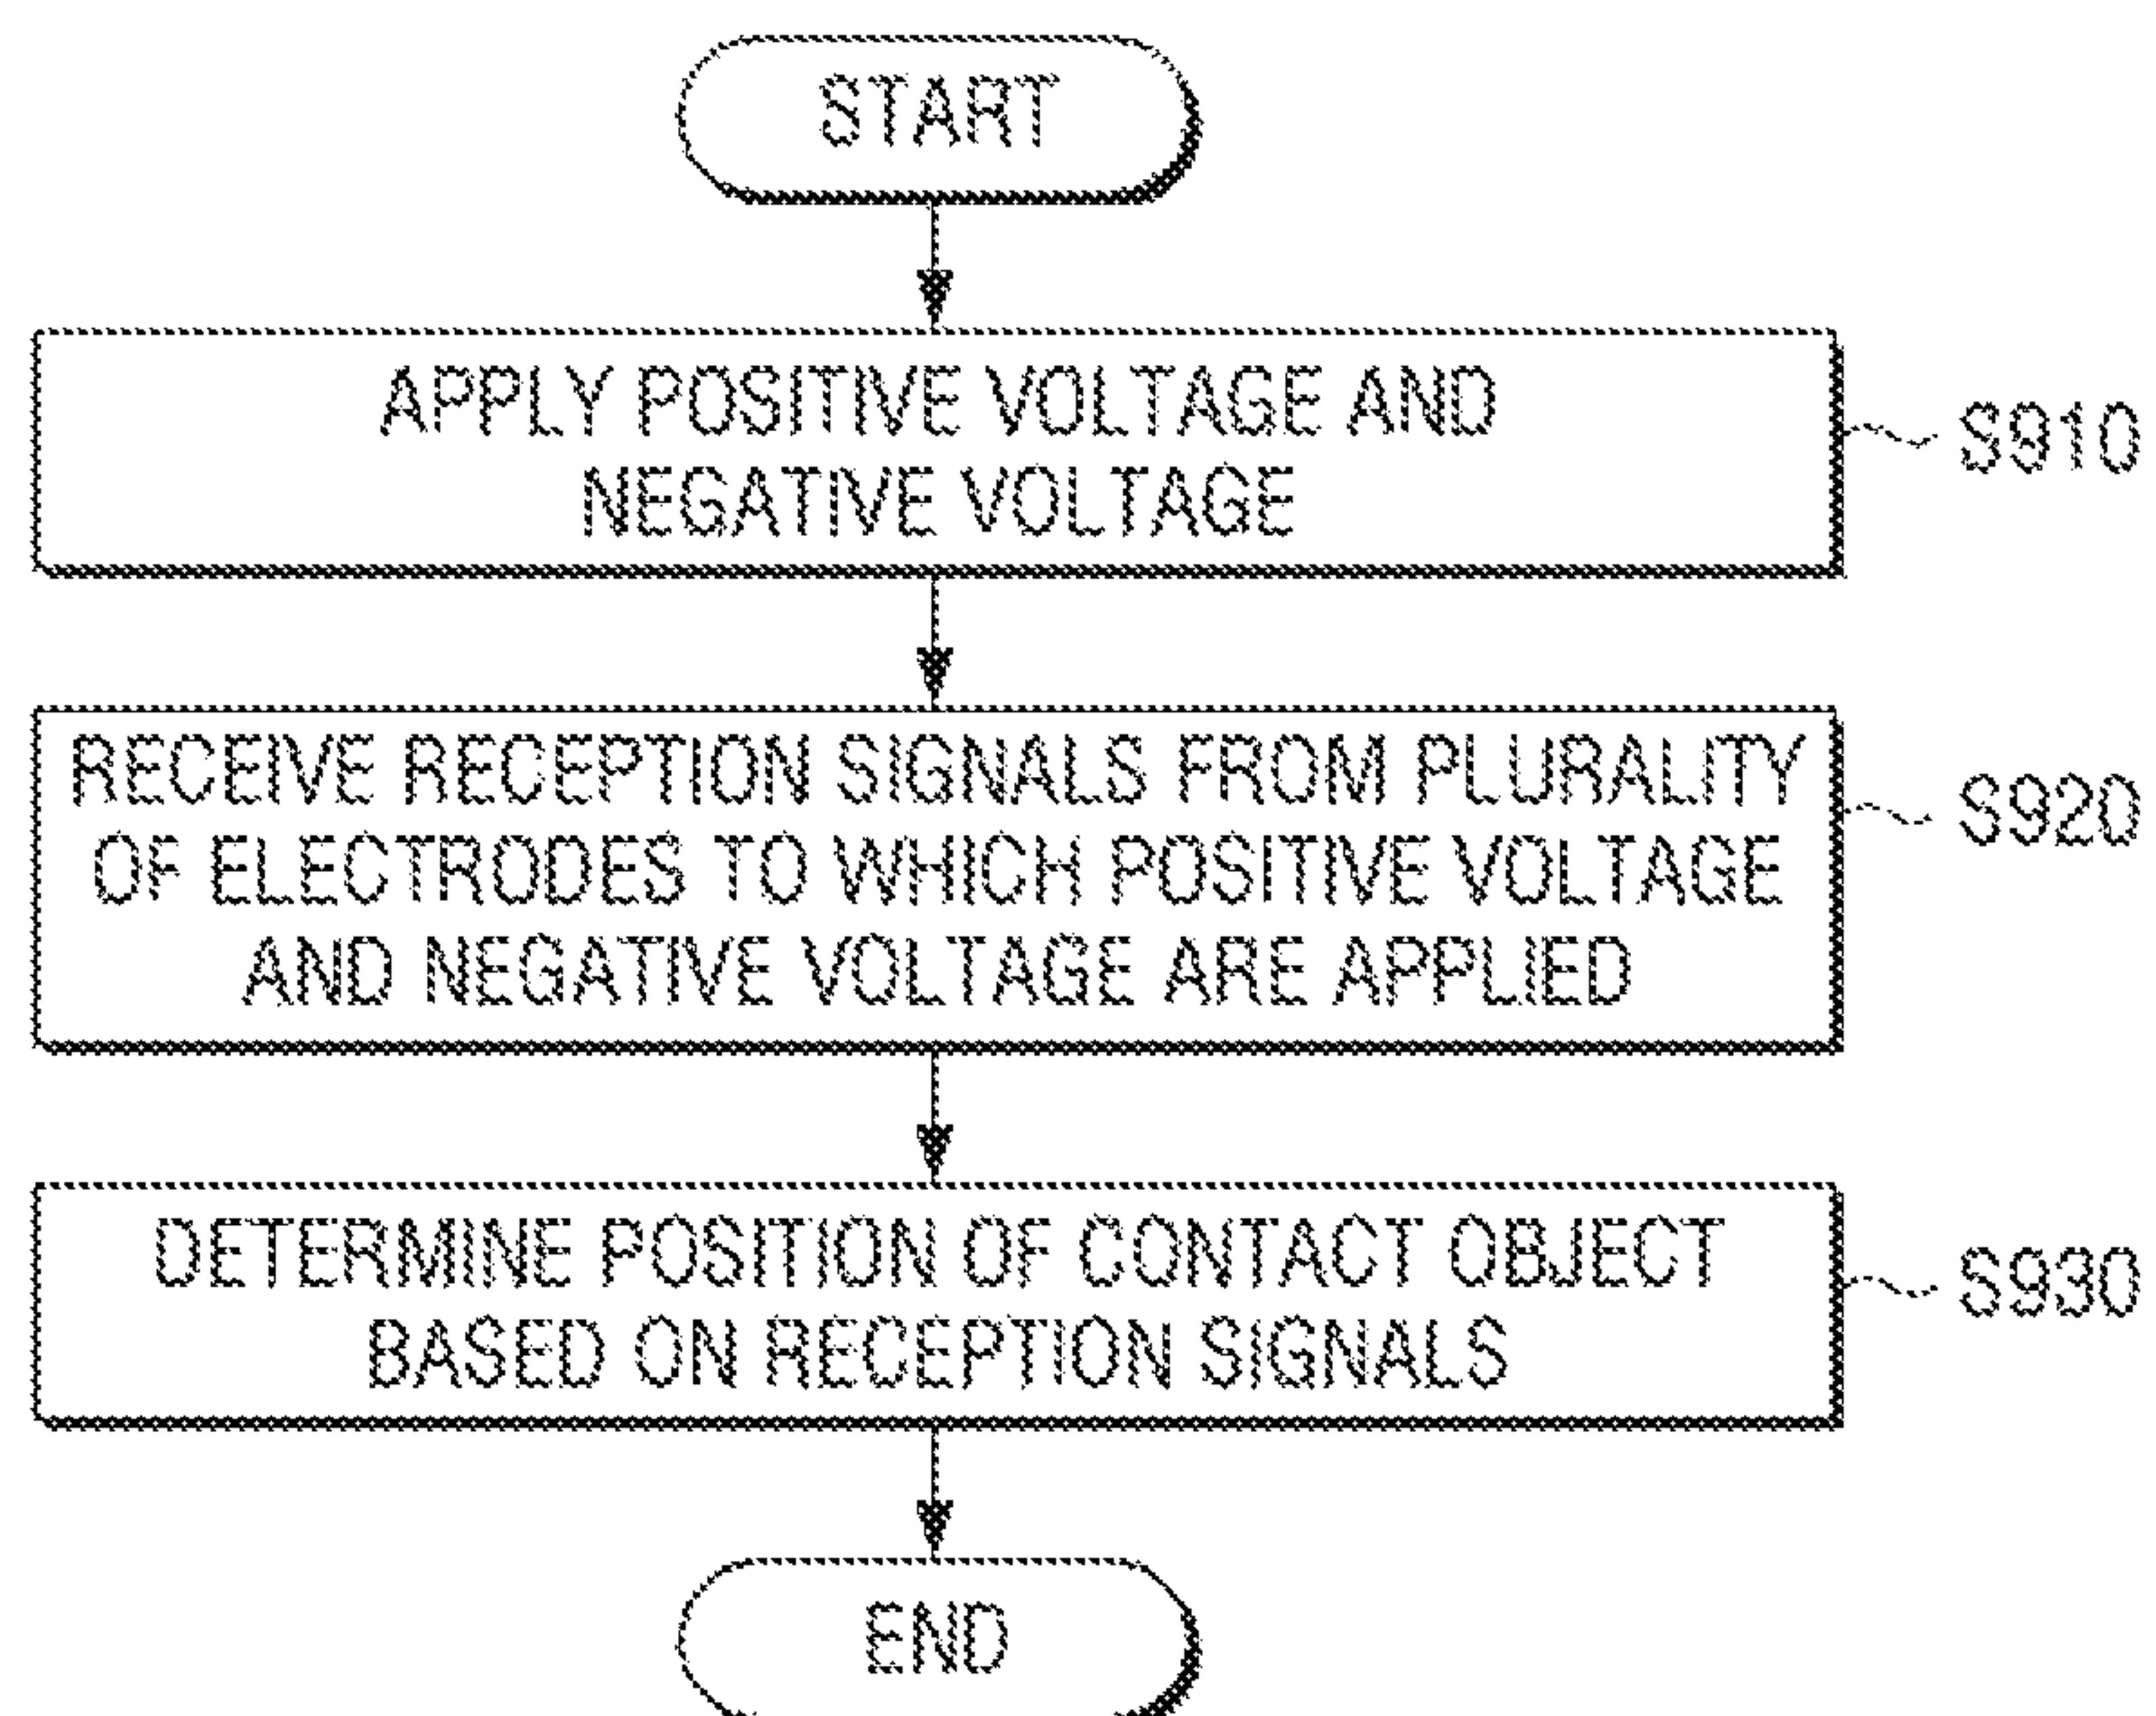 START
APPLY POSITIVE VOLTAGE AND
NEGATIVE VOLTAGE
S910
RECEIVE RECEPTION SIGNALS FROM PLURALITY
OF ELECTRODES TO WHICH POSITIVE VOLTAGE
AND NEGATIVE VOLTAGE ARE APPLIED
S920
DETERMINE POSITION OF CONTACT OBJECT
BASED ON RECEPTION SIGNALS
S930
END